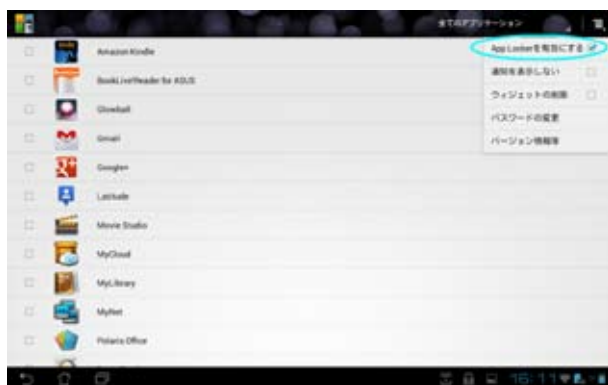 全てのアプリケーション
App Lockerを有効にする
通知を表示しない
ウィジェットの削除
パスワードの変更
バージョン情報等
Amazon Kindle
BookLive!Reader for ASUS
Glowball
Gmail
Google+
Latitude
Movie Studio
MyCloud
MyLibrary
MyNet
Polaris Office
16:11